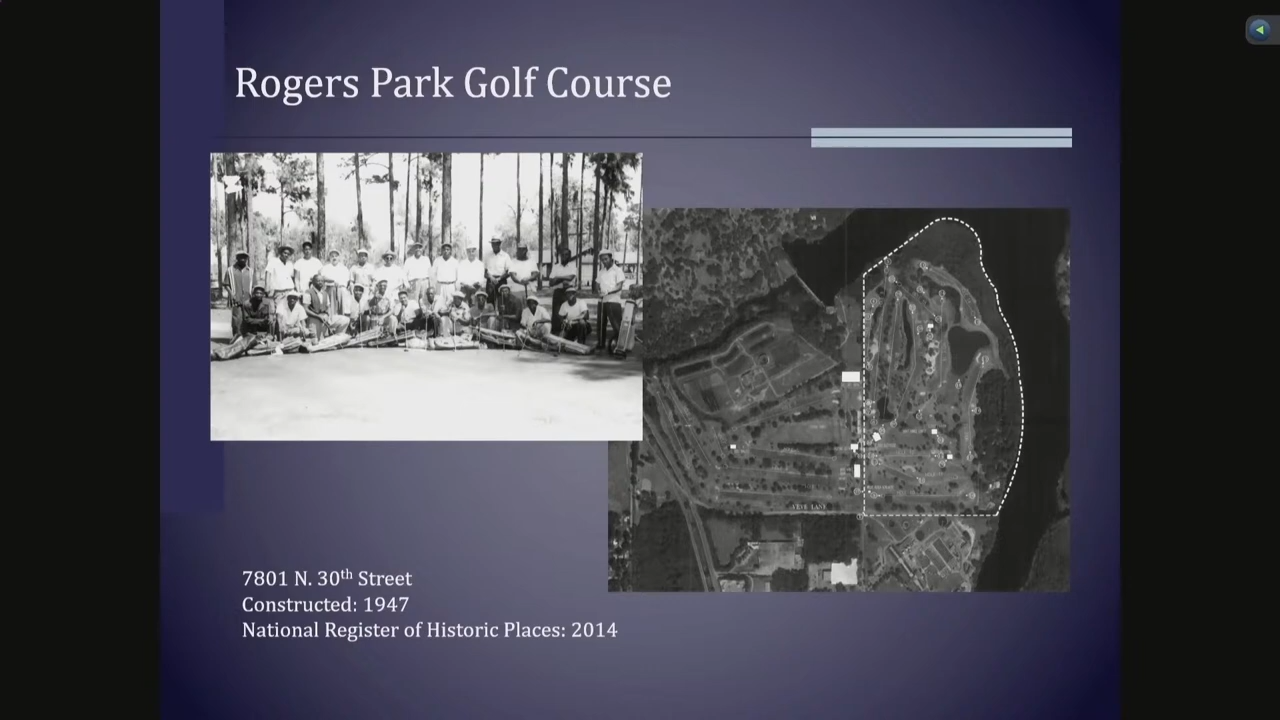 Rogers Park Golf Course
7801 N. 30th Street
Constructed: 1947
National Register of Historic Places: 2014